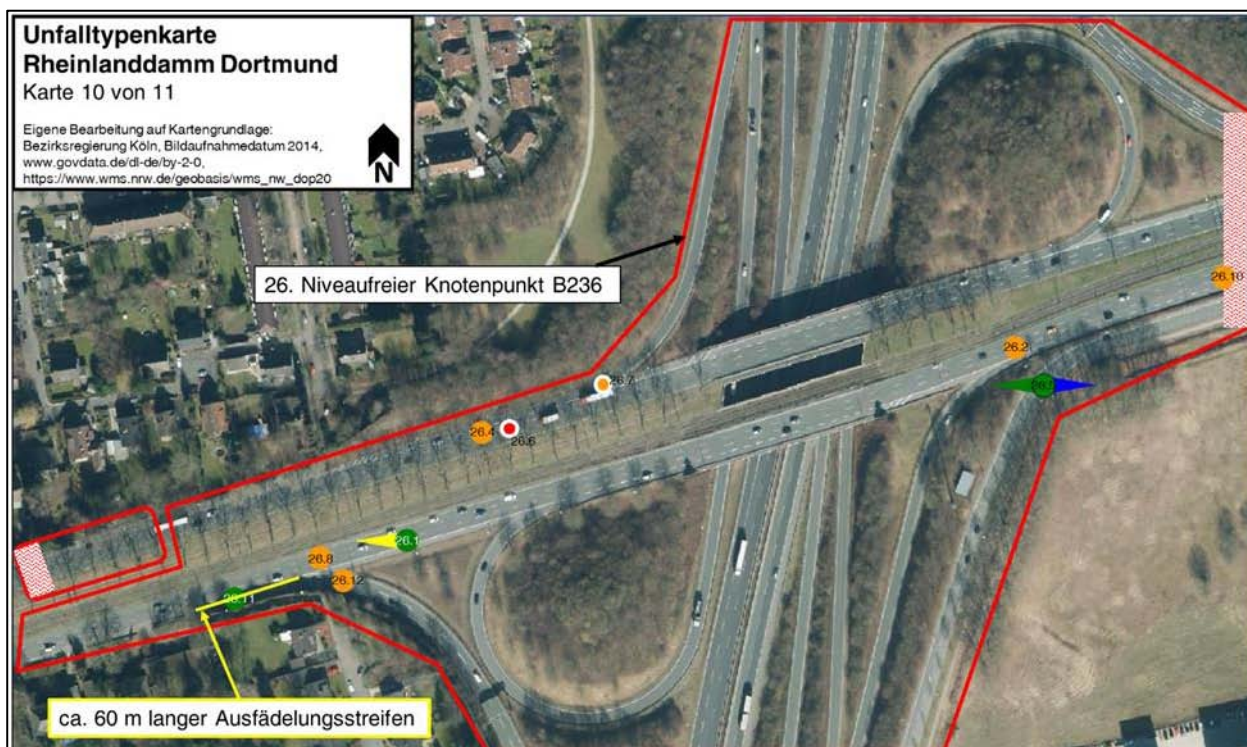 Unfalltypenkarte
Rheinlanddamm Dortmund
Karte 10 von 11
Eigene Bearbeitung auf Kartengrundlage:
Bezirksregierung Köln, Bildaufnahmedatum 2014,
www.govdata.de/dl-de/by-2-0,
https://www.wms.nrw.de/geobasis/wms_nw_dop20
N
26. Niveaufreier Knotenpunkt B236
26.10
26.2
26.7
26.4
26.6
26.1
26.8
26.12
26.11
ca. 60 m langer Ausfädelungsstreifen